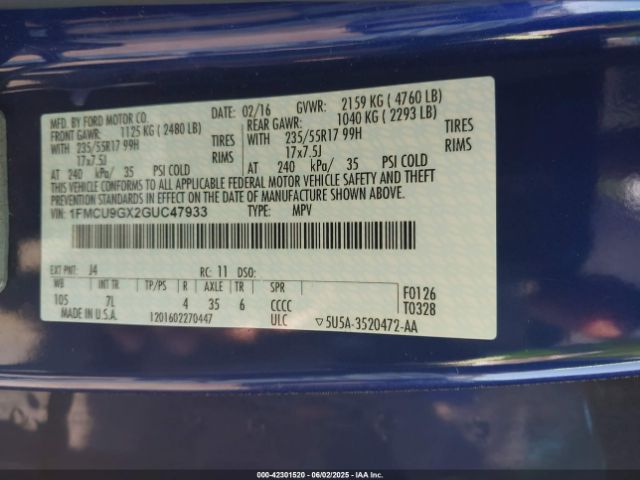 MFD. BY FORD MOTOR CO. DATE: 02/16 GVWR: 2159 KG ( 4760 LB)
FRONT GAWR: 1125 KG ( 2480 LB) REAR GAWR: 1040 KG ( 2293 LB)
WITH 235/55R17 99H TIRES WITH 235/55R17 99H TIRES
17x7.5J RIMS 17x7.5J RIMS
AT 240 kPa/ 35 PSI COLD AT 240 kPa/ 35 PSI COLD
THIS VEHICLE CONFORMS TO ALL APPLICABLE FEDERAL MOTOR VEHICLE SAFETY AND THEFT
PREVENTION STANDARDS IN EFFECT ON THE DATE OF MANUFACTURE SHOWN ABOVE.
VIN: 1FMCU9GX2GUC47933 TYPE: MPV
EXT PNT: J4 RC: 11 DSO:
WB INT TR TP/PS R AXLE TR SPR F0126
105 7L 4 35 6 CCCC T0328
MADE IN U.S.A. 1201602270447 ULC ▽5U5A-3520472-AA
000-42301520 | 06/02/2025 | IAAI, Inc.